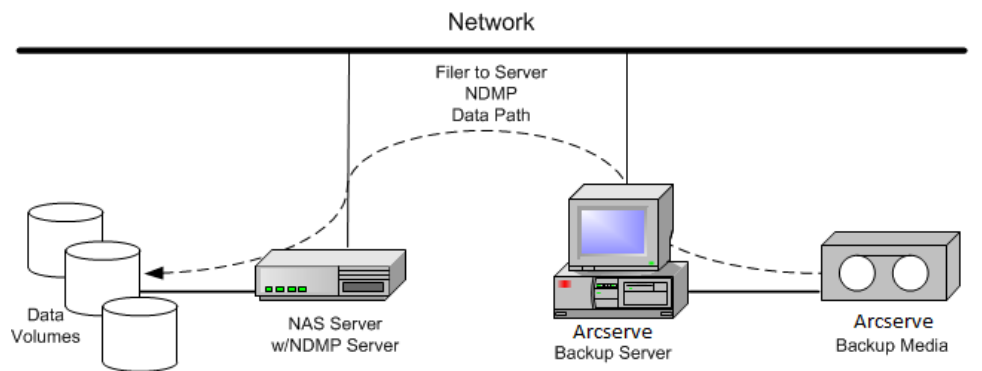 Network
Filer to Server
NDMP
Data Path
Data
Volumes
NAS Server
w/NDMP Server
Arcserve
Backup Server
Arcserve
Backup Media